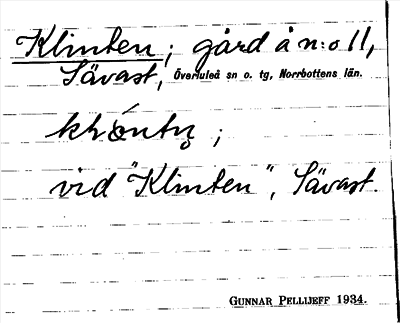 Klinten; gård å n:o 11,
Sävast, Överluleå sn o. tg, Norrbottens län.
;
vid "Klinten", Sävast.
GUNNAR PELLIJEFF 1934.